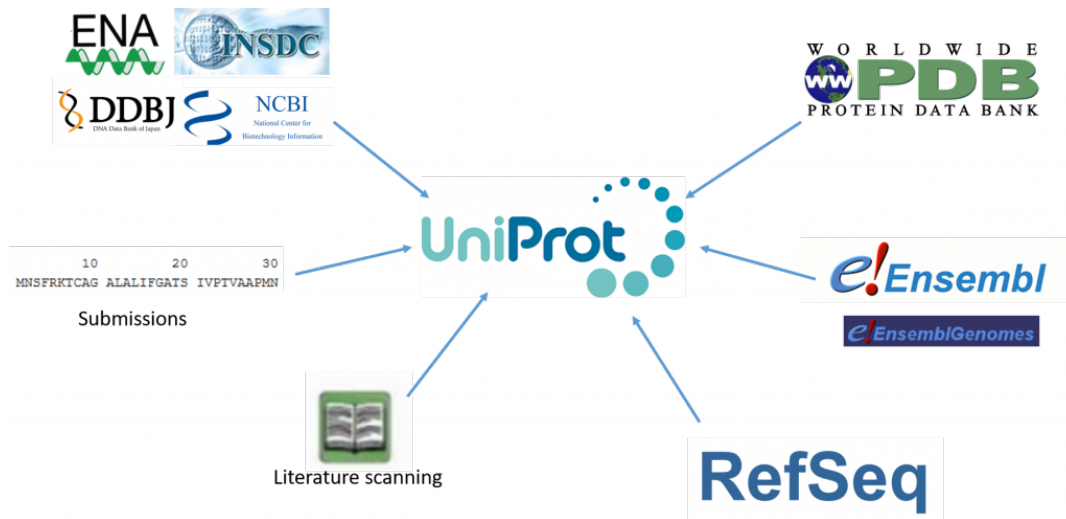 ENA
INSDC
DDBJ
DNA Data Bank of Japan
NCBI
National Center for
Biotechnology Information
WORLDWIDE
WW PDB
PROTEIN DATA BANK
UniProt
10 20 30
MNSFRKTCAG ALALIFGATS IVPTVAAPMN
Submissions
e!Ensembl
e!EnsemblGenomes
Literature scanning
RefSeq